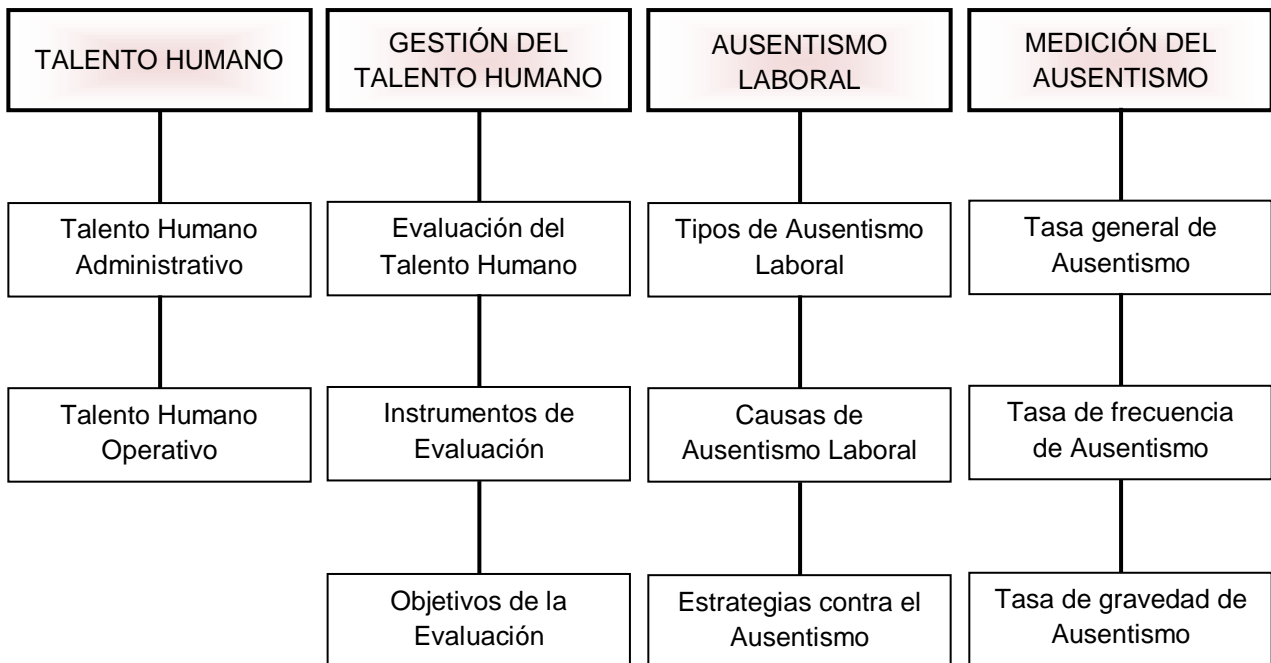 TALENTO HUMANO
GESTIÓN DEL
TALENTO HUMANO
AUSENTISMO
LABORAL
MEDICIÓN DEL
AUSENTISMO
Talento Humano
Administrativo
Evaluación del
Talento Humano
Tipos de Ausentismo
Laboral
Tasa general de
Ausentismo
Talento Humano
Operativo
Instrumentos de
Evaluación
Causas de
Ausentismo Laboral
Tasa de frecuencia
de Ausentismo
Objetivos de la
Evaluación
Estrategias contra el
Ausentismo
Tasa de gravedad de
Ausentismo